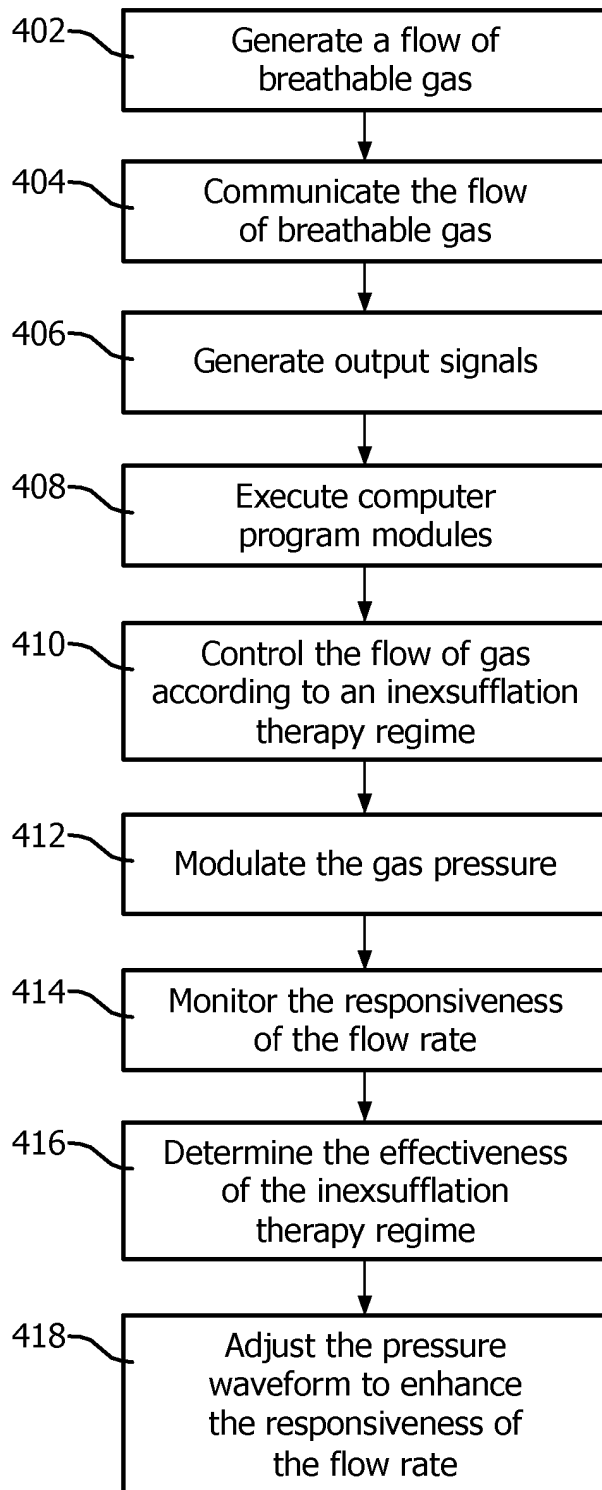 402
Generate a flow of
breathable gas
404
Communicate the flow
of breathable gas
406
Generate output signals
408
Execute computer
program modules
410
Control the flow of gas
according to an inexsufflation
therapy regime
412
Modulate the gas pressure
414
Monitor the responsiveness
of the flow rate
416
Determine the effectiveness
of the inexsufflation
therapy regime
418
Adjust the pressure
waveform to enhance
the responsiveness of
the flow rate